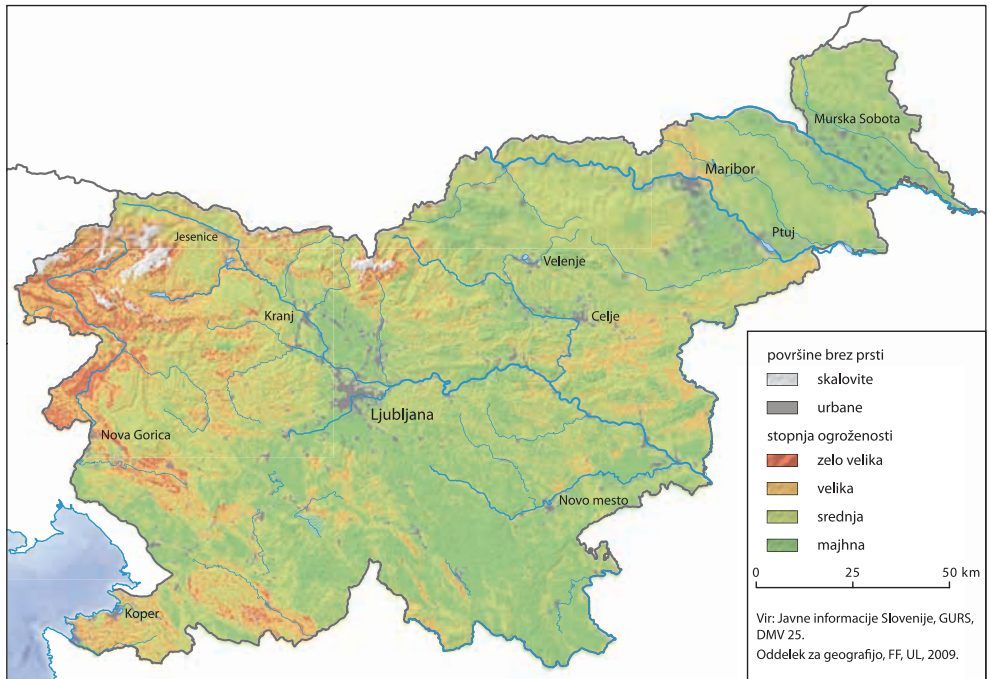 Murska Sobota
Maribor
Jesenice
Ptuj
Velenje
Kranj
Celje
Ljubljana
Nova Gorica
Novo mesto
Koper
površine brez prsti
skalovite
urbane
stopnja ogroženosti
zelo velika
velika
srednja
majhna
0 25 50 km
Vir: Javne informacije Slovenije, GURS,
DMV 25.
Oddelek za geografijo, FF, UL, 2009.